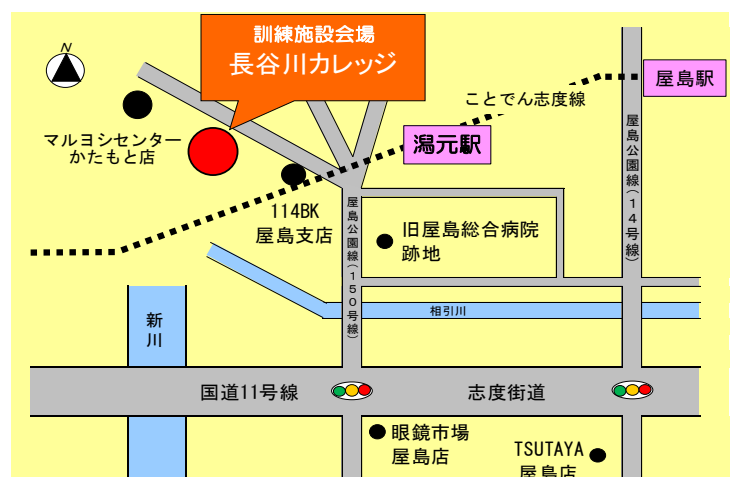 訓練施設会場
長谷川カレッジ
N
屋島駅
ことでん志度線
マルヨシセンター
かたもと店
潟元駅
屋島公園線(14号線)
114BK
屋島支店
屋島公園線(150号線)
旧屋島総合病院
跡地
新川
相引川
国道11号線
志度街道
眼鏡市場
屋島店
TSUTAYA
屋島店